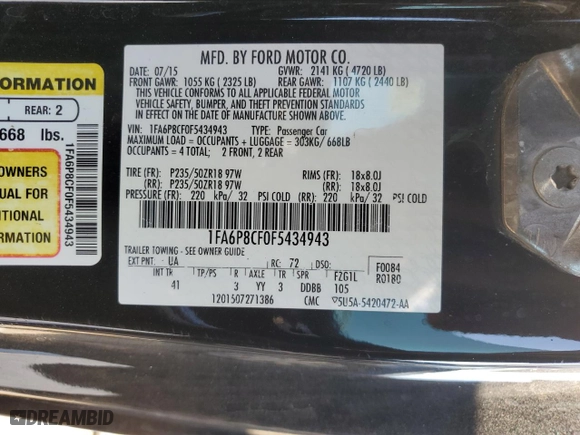 MFD. BY FORD MOTOR CO.
DATE: 07/15 GVWR: 2141 KG ( 4720 LB)
FRONT GAWR: 1055 KG ( 2325 LB) REAR GAWR: 1107 KG ( 2440 LB)
THIS VEHICLE CONFORMS TO ALL APPLICABLE FEDERAL MOTOR
VEHICLE SAFETY, BUMPER, AND THEFT PREVENTION STANDARDS
IN EFFECT ON THE DATE OF MANUFACTURE SHOWN ABOVE.
VIN: 1FA6P8CF0F5434943 TYPE: Passenger Car
MAXIMUM LOAD = OCCUPANTS + LUGGAGE = 303KG/ 668LB
OCCUPANTS = 4 TOTAL; 2 FRONT, 2 REAR
TIRE (FR) : P235/50ZR18 97W RIMS (FR) : 18x8.0J
(RR) : P235/50ZR18 97W (RR) : 18x8.0J
PRESSURE (FR) : 220 kPa/ 32 PSI COLD (RR) : 220 kPa/ 32 PSI COLD
1FA6P8CF0F5434943
TRAILER TOWING - SEE OWNER GUIDE
EXT PNT: UA RC: 72 DSO: F0084
INT TR TP/PS R AXLE TR SPR FZG1L R0180
41 3 YY 3 DDBB 105
1201507271386 CMC 5U5A-5420472-AA
FORMATION
REAR: 2
668 lbs.
OWNERS
UAL FOR
ITIONAL
RMATION
1FA6P8CF0F5434943
DREAMBID